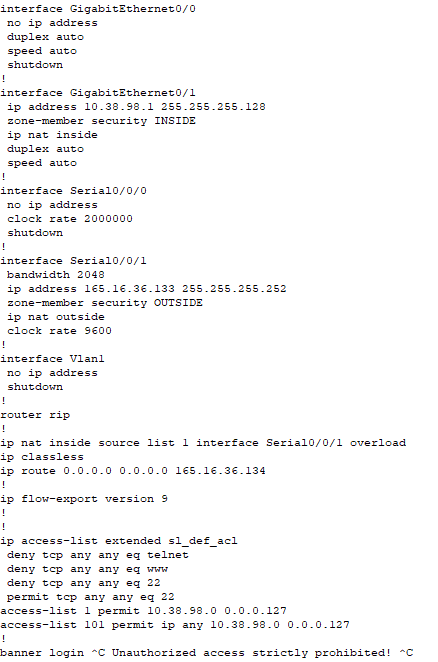 interface GigabitEthernet0/0
no ip address
duplex auto
speed auto
shutdown
!
interface GigabitEthernet0/1
ip address 10.38.98.1 255.255.255.128
zone-member security INSIDE
ip nat inside
duplex auto
speed auto
!
interface Serial0/0/0
no ip address
clock rate 2000000
shutdown
!
interface Serial0/0/1
bandwidth 2048
ip address 165.16.36.133 255.255.255.252
zone-member security OUTSIDE
ip nat outside
clock rate 9600
!
interface Vlan1
no ip address
shutdown
!
router rip
!
ip nat inside source list 1 interface Serial0/0/1 overload
ip classless
ip route 0.0.0.0 0.0.0.0 165.16.36.134
!
ip flow-export version 9
!
!
ip access-list extended sl_def_acl
deny tcp any any eq telnet
deny tcp any any eq www
deny tcp any any eq 22
permit tcp any any eq 22
access-list 1 permit 10.38.98.0 0.0.0.127
access-list 101 permit ip any 10.38.98.0 0.0.0.127
!
banner login ^C Unauthorized access strictly prohibited! ^C